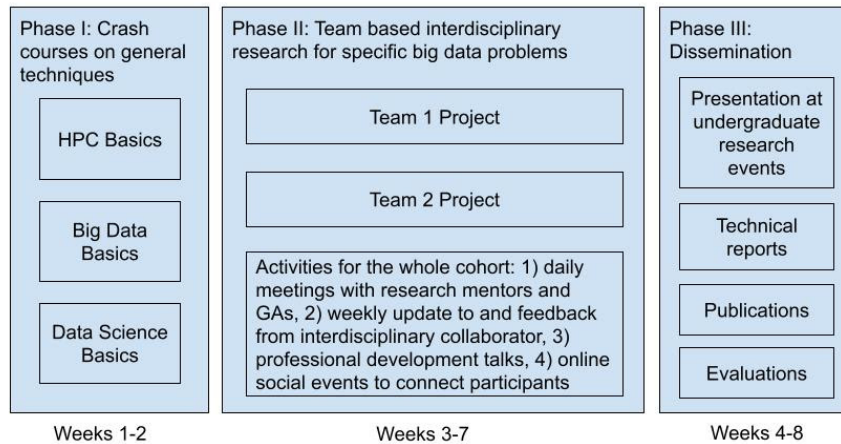 Phase I: Crash
courses on general
techniques
HPC Basics
Big Data
Basics
Data Science
Basics
Weeks 1-2
Phase II: Team based interdisciplinary
research for specific big data problems
Team 1 Project
Team 2 Project
Activities for the whole cohort: 1) daily
meetings with research mentors and
GAs, 2) weekly update to and feedback
from interdisciplinary collaborator, 3)
professional development talks, 4) online
social events to connect participants
Weeks 3-7
Phase III:
Dissemination
Presentation at
undergraduate
research
events
Technical
reports
Publications
Evaluations
Weeks 4-8